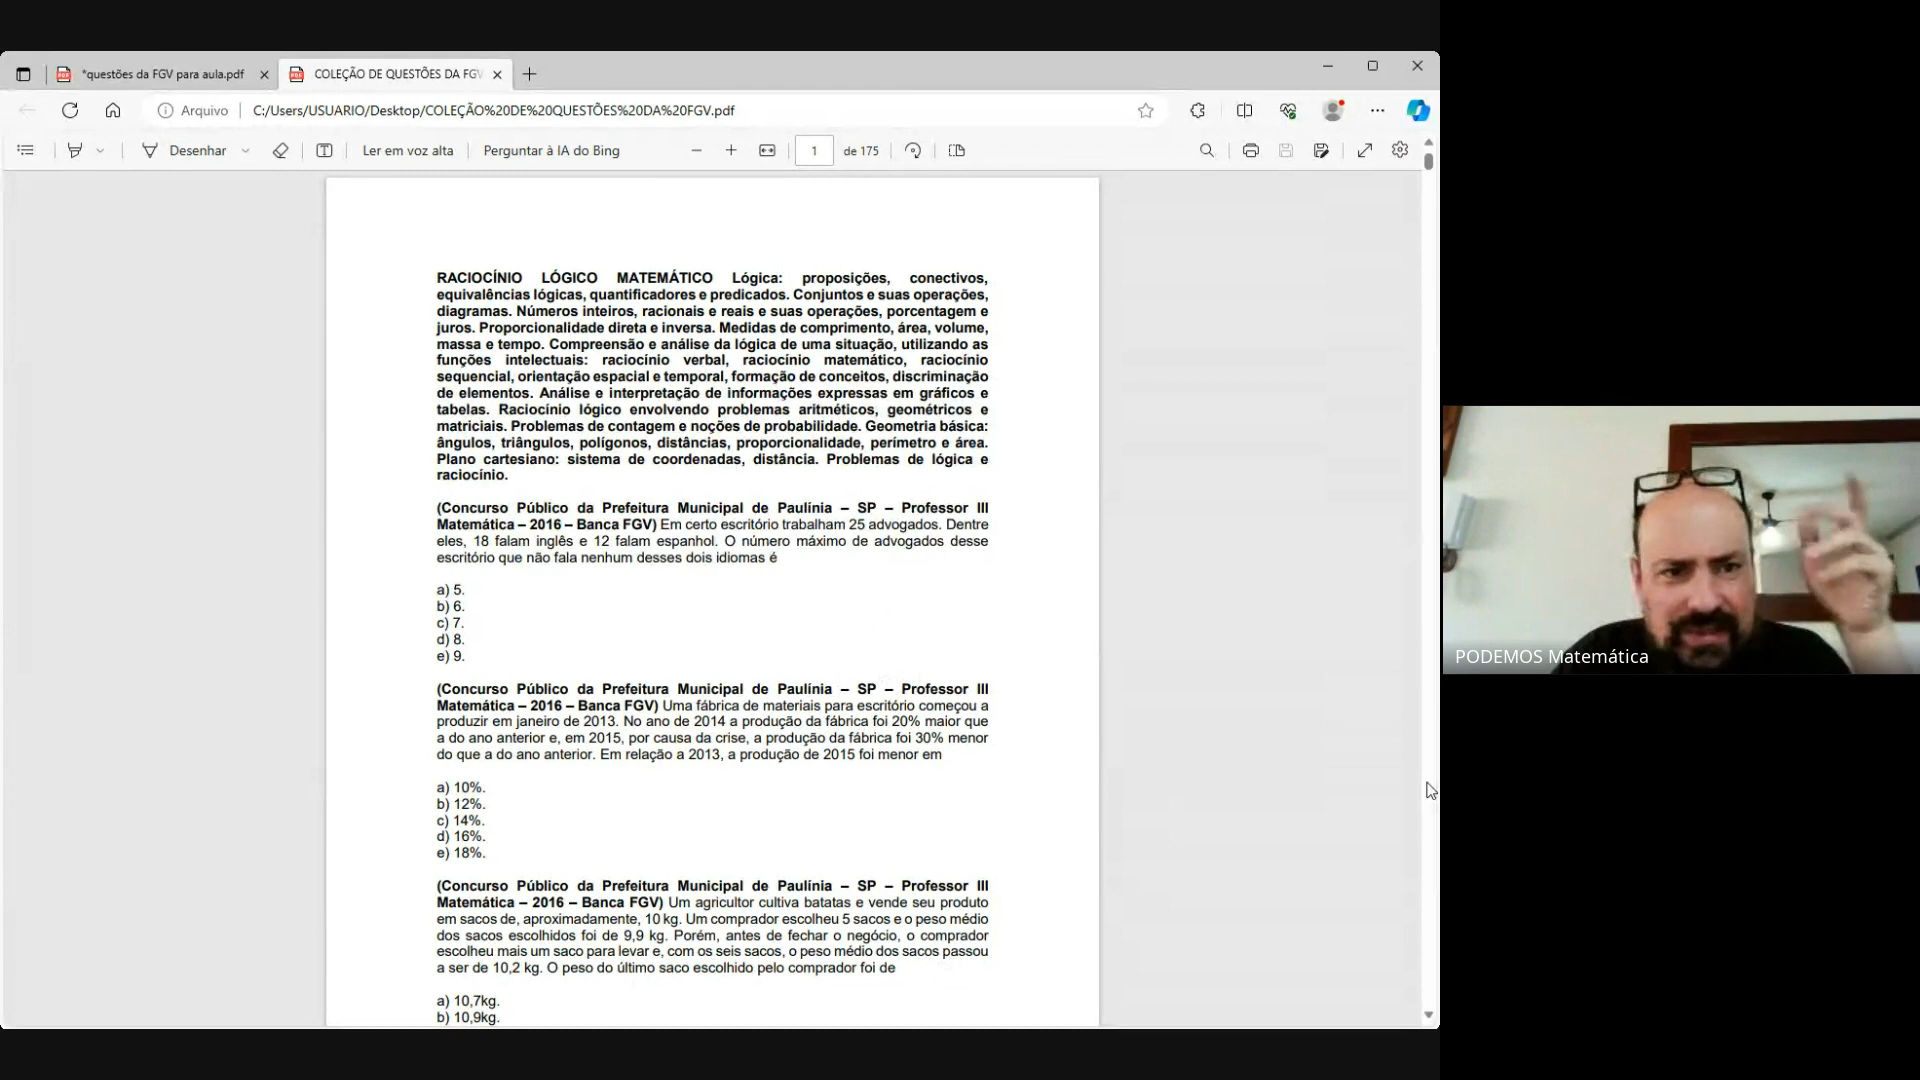 *questões da FGV para aula.pdf
COLEÇÃO DE QUESTÕES DA FGV
Arquivo
C:/Users/USUARIO/Desktop/COLEÇÃO%20DE%20QUESTÕES%20DA%20FGV.pdf
Desenhar
Ler em voz alta
Perguntar à IA do Bing
1
de 175
RACIOCÍNIO LÓGICO MATEMÁTICO Lógica: proposições, conectivos,
equivalências lógicas, quantificadores e predicados. Conjuntos e suas operações,
diagramas. Números inteiros, racionais e reais e suas operações, porcentagem e
juros. Proporcionalidade direta e inversa. Medidas de comprimento, área, volume,
massa e tempo. Compreensão e análise da lógica de uma situação, utilizando as
funções intelectuais: raciocínio verbal, raciocínio matemático, raciocínio
sequencial, orientação espacial e temporal, formação de conceitos, discriminação
de elementos. Análise e interpretação de informações expressas em gráficos e
tabelas. Raciocínio lógico envolvendo problemas aritméticos, geométricos e
matriciais. Problemas de contagem e noções de probabilidade. Geometria básica:
ângulos, triângulos, polígonos, distâncias, proporcionalidade, perímetro e área.
Plano cartesiano: sistema de coordenadas, distância. Problemas de lógica e
raciocínio.
(Concurso Público da Prefeitura Municipal de Paulínia – SP – Professor III
Matemática – 2016 – Banca FGV) Em certo escritório trabalham 25 advogados. Dentre
eles, 18 falam inglês e 12 falam espanhol. O número máximo de advogados desse
escritório que não fala nenhum desses dois idiomas é
a) 5.
b) 6.
c) 7.
d) 8.
e) 9.
(Concurso Público da Prefeitura Municipal de Paulínia – SP – Professor III
Matemática – 2016 – Banca FGV) Uma fábrica de materiais para escritório começou a
produzir em janeiro de 2013. No ano de 2014 a produção da fábrica foi 20% maior que
a do ano anterior e, em 2015, por causa da crise, a produção da fábrica foi 30% menor
do que a do ano anterior. Em relação a 2013, a produção de 2015 foi menor em
a) 10%.
b) 12%.
c) 14%.
d) 16%.
e) 18%.
(Concurso Público da Prefeitura Municipal de Paulínia – SP – Professor III
Matemática – 2016 – Banca FGV) Um agricultor cultiva batatas e vende seu produto
em sacos de, aproximadamente, 10 kg. Um comprador escolheu 5 sacos e o peso médio
dos sacos escolhidos foi de 9,9 kg. Porém, antes de fechar o negócio, o comprador
escolheu mais um saco para levar e, com os seis sacos, o peso médio dos sacos passou
a ser de 10,2 kg. O peso do último saco escolhido pelo comprador foi de
a) 10,7kg.
b) 10,9kg.
PODEMOS Matemática